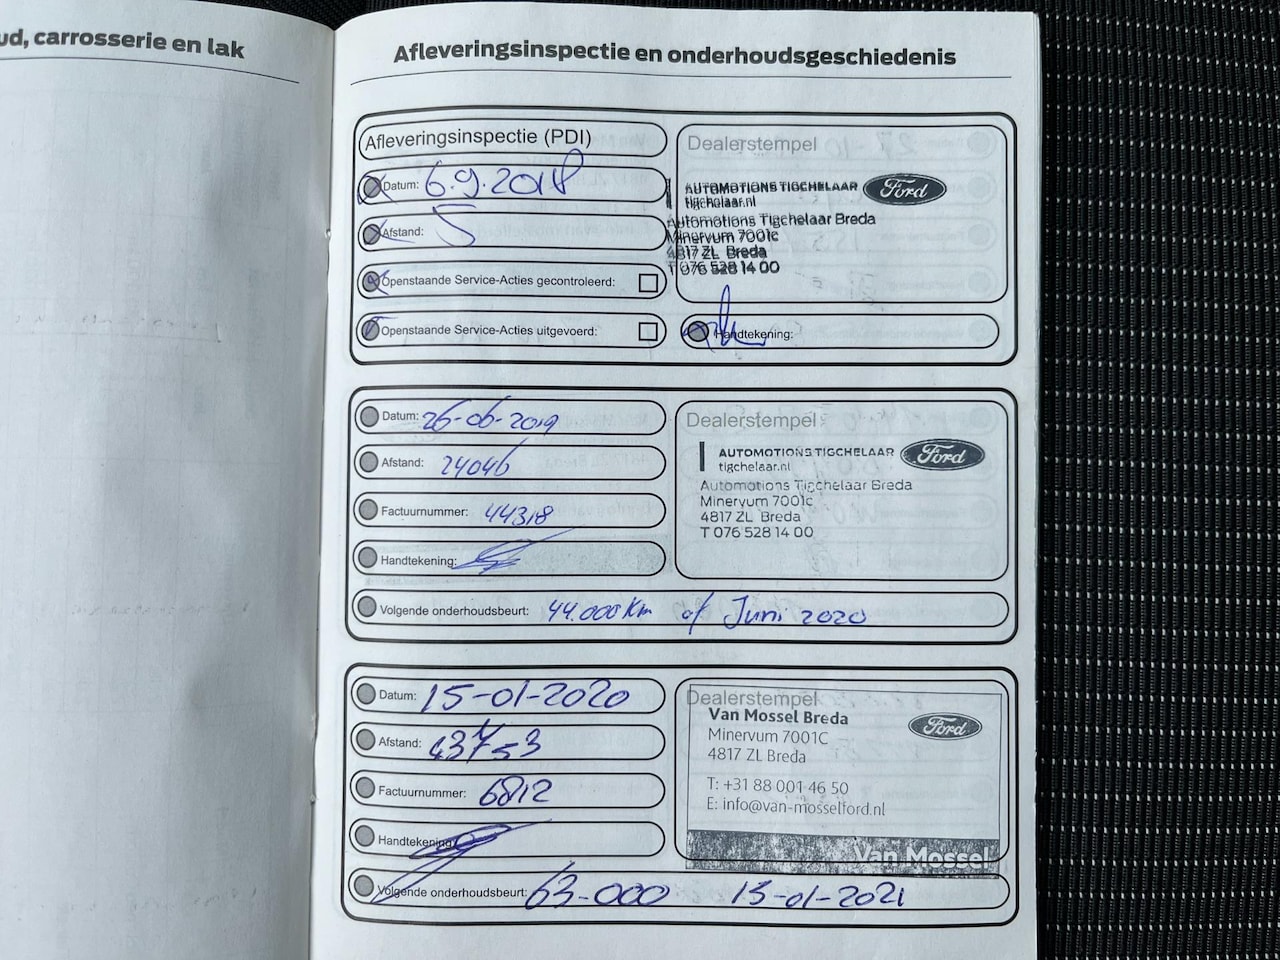 ud, carrosserie en lak
Afleveringsinspectie en onderhoudsgeschiedenis
Afleveringsinspectie (PDI)
Datum: 6.9.2018
Afstand: 5
Openstaande Service-Acties gecontroleerd:
Openstaande Service-Acties uitgevoerd:
Dealerstempel
AUTOMOTIONS TIGCHELAAR Ford
tigchelaar.nl
Automotions Tigchelaar Breda
Minervum 7001c
4817 ZL Breda
T 076 528 14 00
Handtekening:
Datum: 26-06-2019
Afstand: 24046
Factuurnummer: 44318
Handtekening:
Dealerstempel
AUTOMOTIONS TIGCHELAAR Ford
tigchelaar.nl
Automotions Tigchelaar Breda
Minervum 7001c
4817 ZL Breda
T 076 528 14 00
Volgende onderhoudsbeurt: 44.000 Km of Juni 2020
Datum: 15-01-2020
Afstand: 43753
Factuurnummer: 6812
Handtekening
Dealerstempel
Van Mossel Breda Ford
Minervum 7001C
4817 ZL Breda
T: +31 88 001 46 50
E: info@van-mosselford.nl
Van Mossel
Volgende onderhoudsbeurt: 63-000 15-01-2021